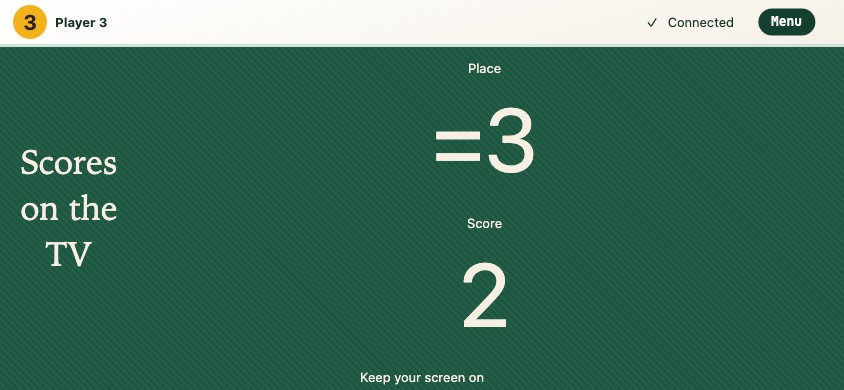 3 Player 3
✓ Connected
Menu
Scores
on the
TV
Place
=3
Score
2
Keep your screen on